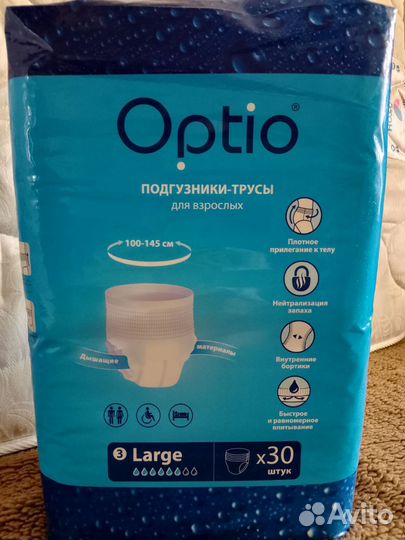 Optio®
ПОДГУЗНИКИ-ТРУСЫ
для взрослых
100-145 см
Плотное
прилегание к телу
Нейтрализация
запаха
Дышащие материалы
Внутренние
бортики
Быстрое
и равномерное
впитывание
3 Large
x30
штук
Avito